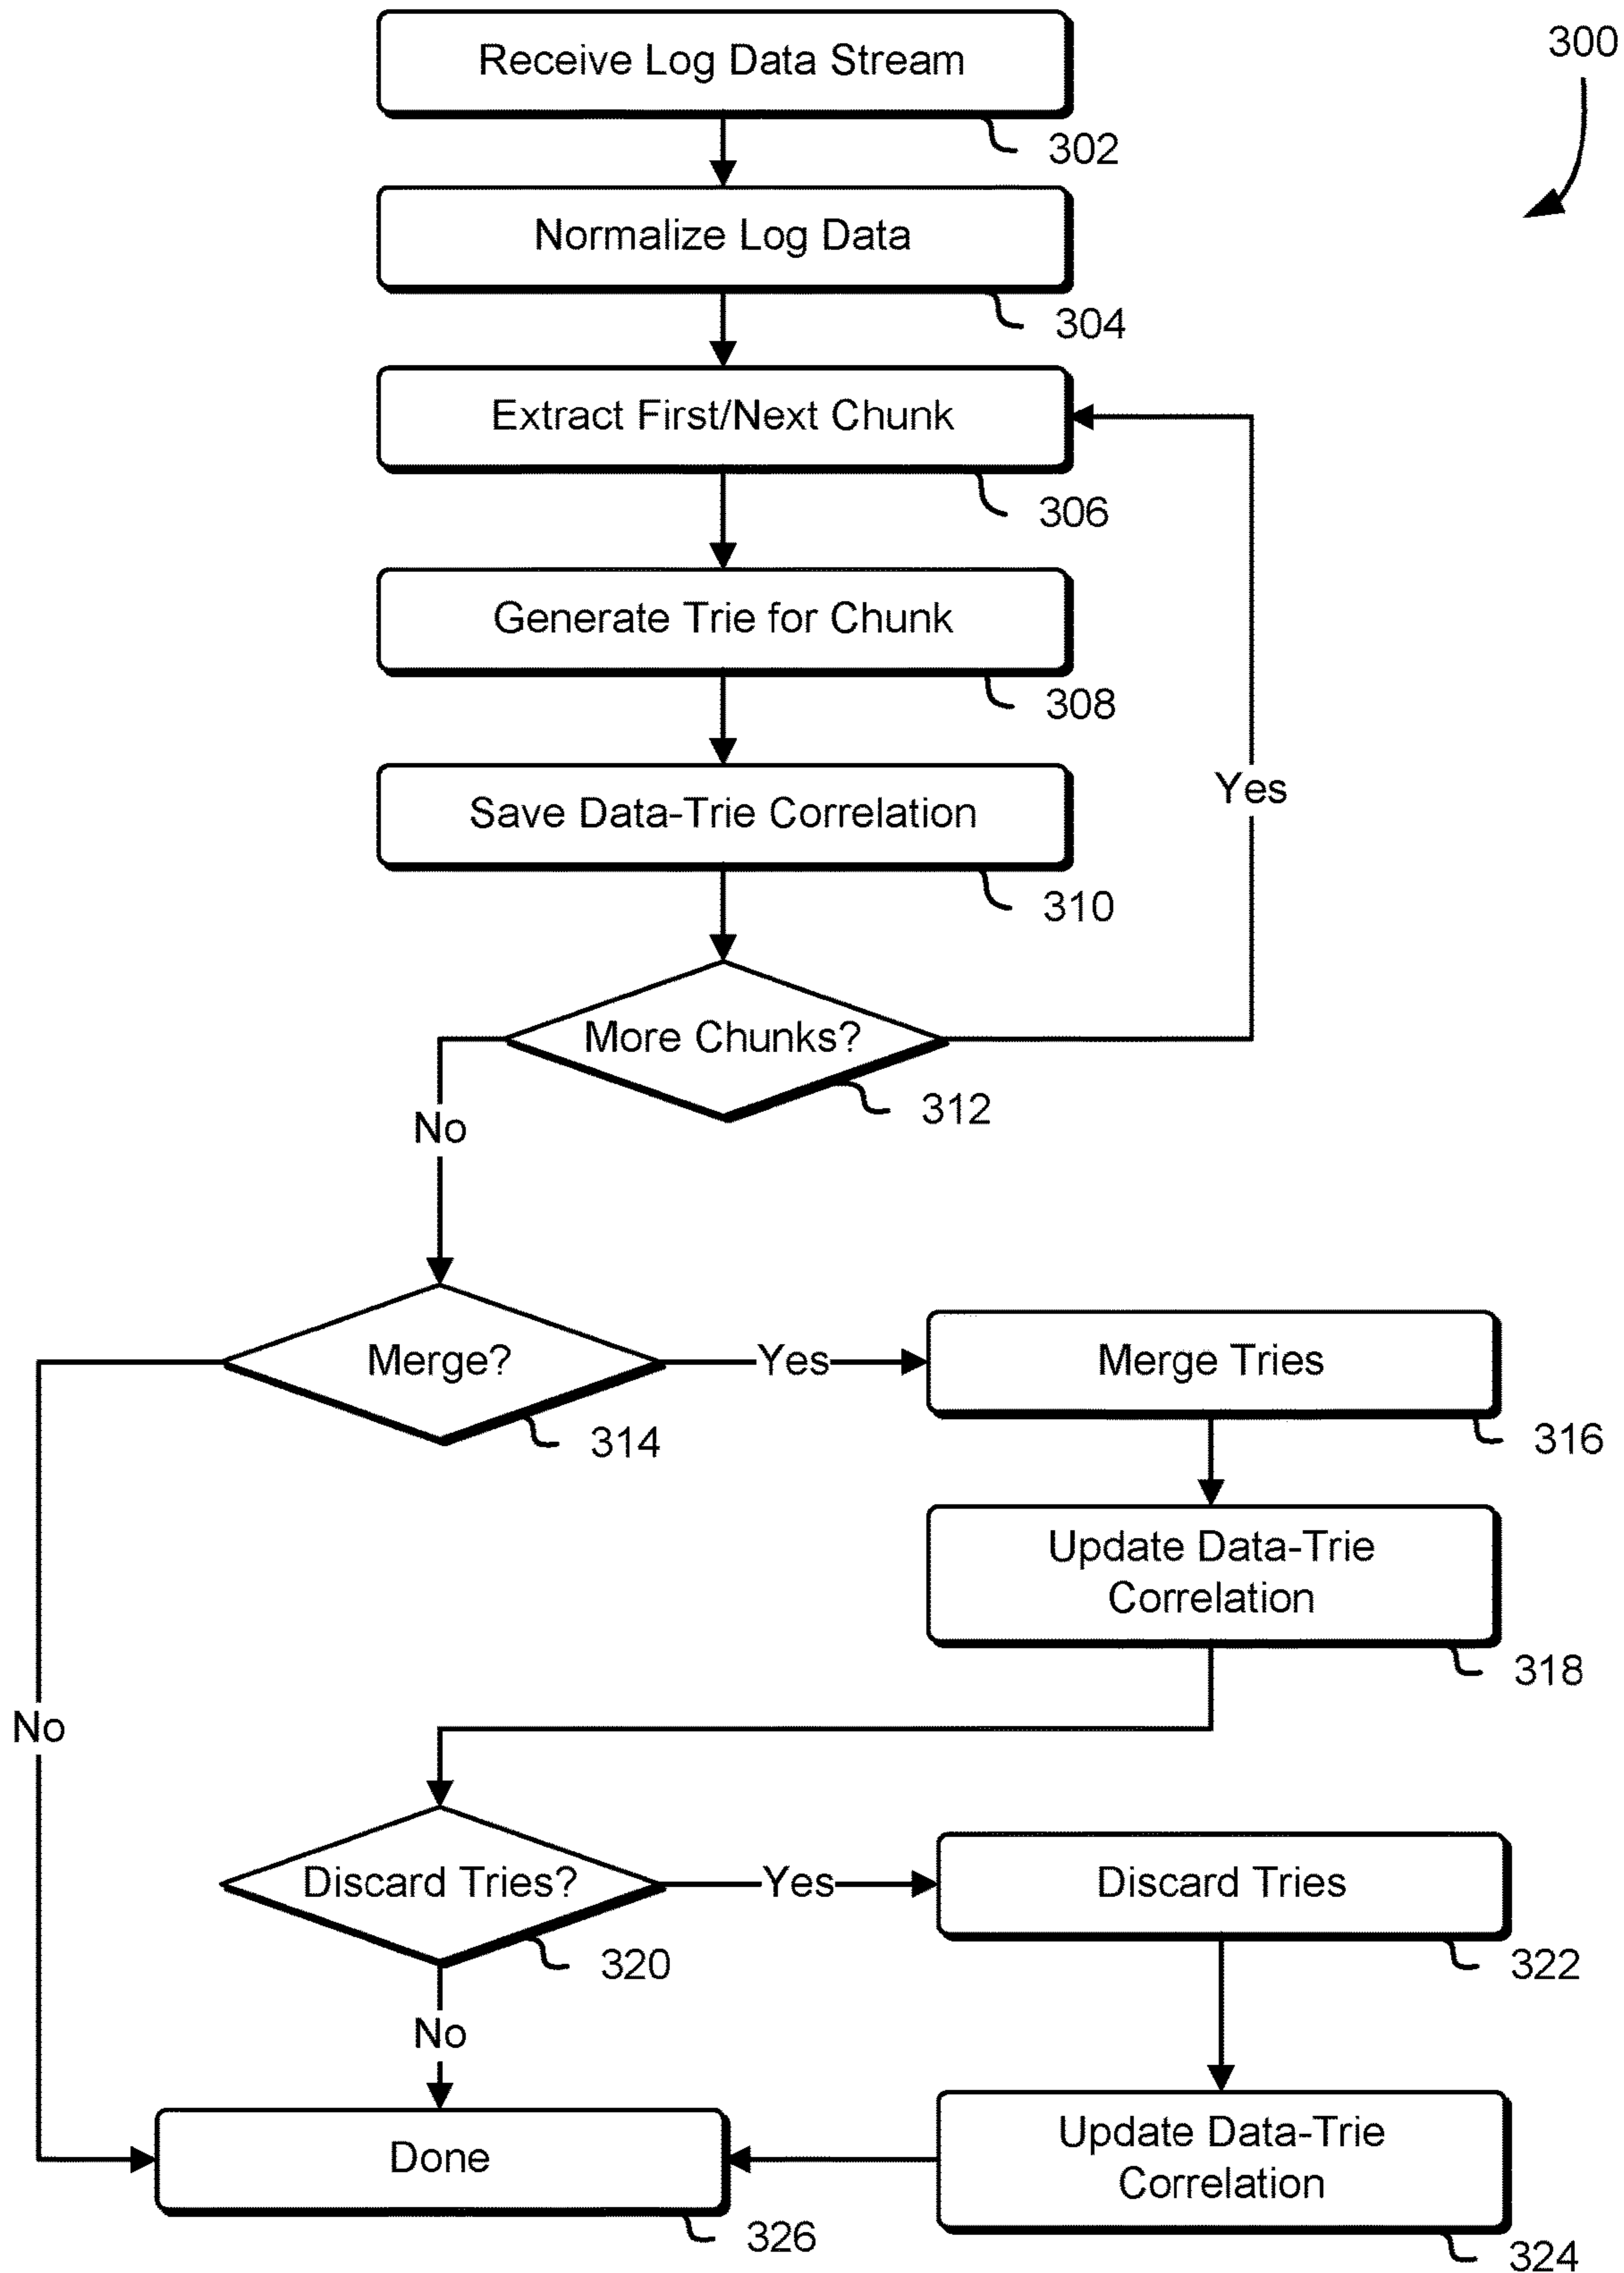 300
Receive Log Data Stream
302
Normalize Log Data
304
Extract First/Next Chunk
306
Generate Trie for Chunk
308
Save Data-Trie Correlation
310
Yes
More Chunks?
312
No
Merge?
314
Yes
Merge Tries
316
Update Data-Trie
Correlation
318
No
Discard Tries?
320
Yes
Discard Tries
322
No
Update Data-Trie
Correlation
324
Done
326